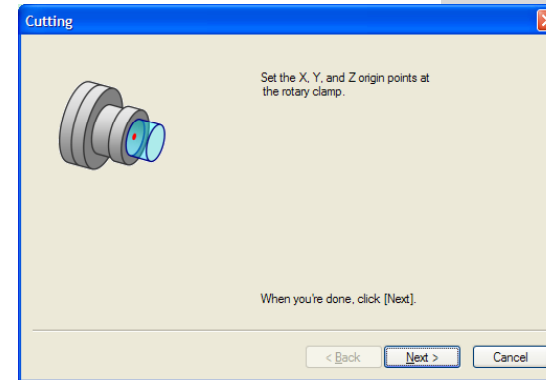 Cutting
Set the X, Y, and Z origin points at
the rotary clamp.
When you're done, click [Next].
< Back
Next >
Cancel